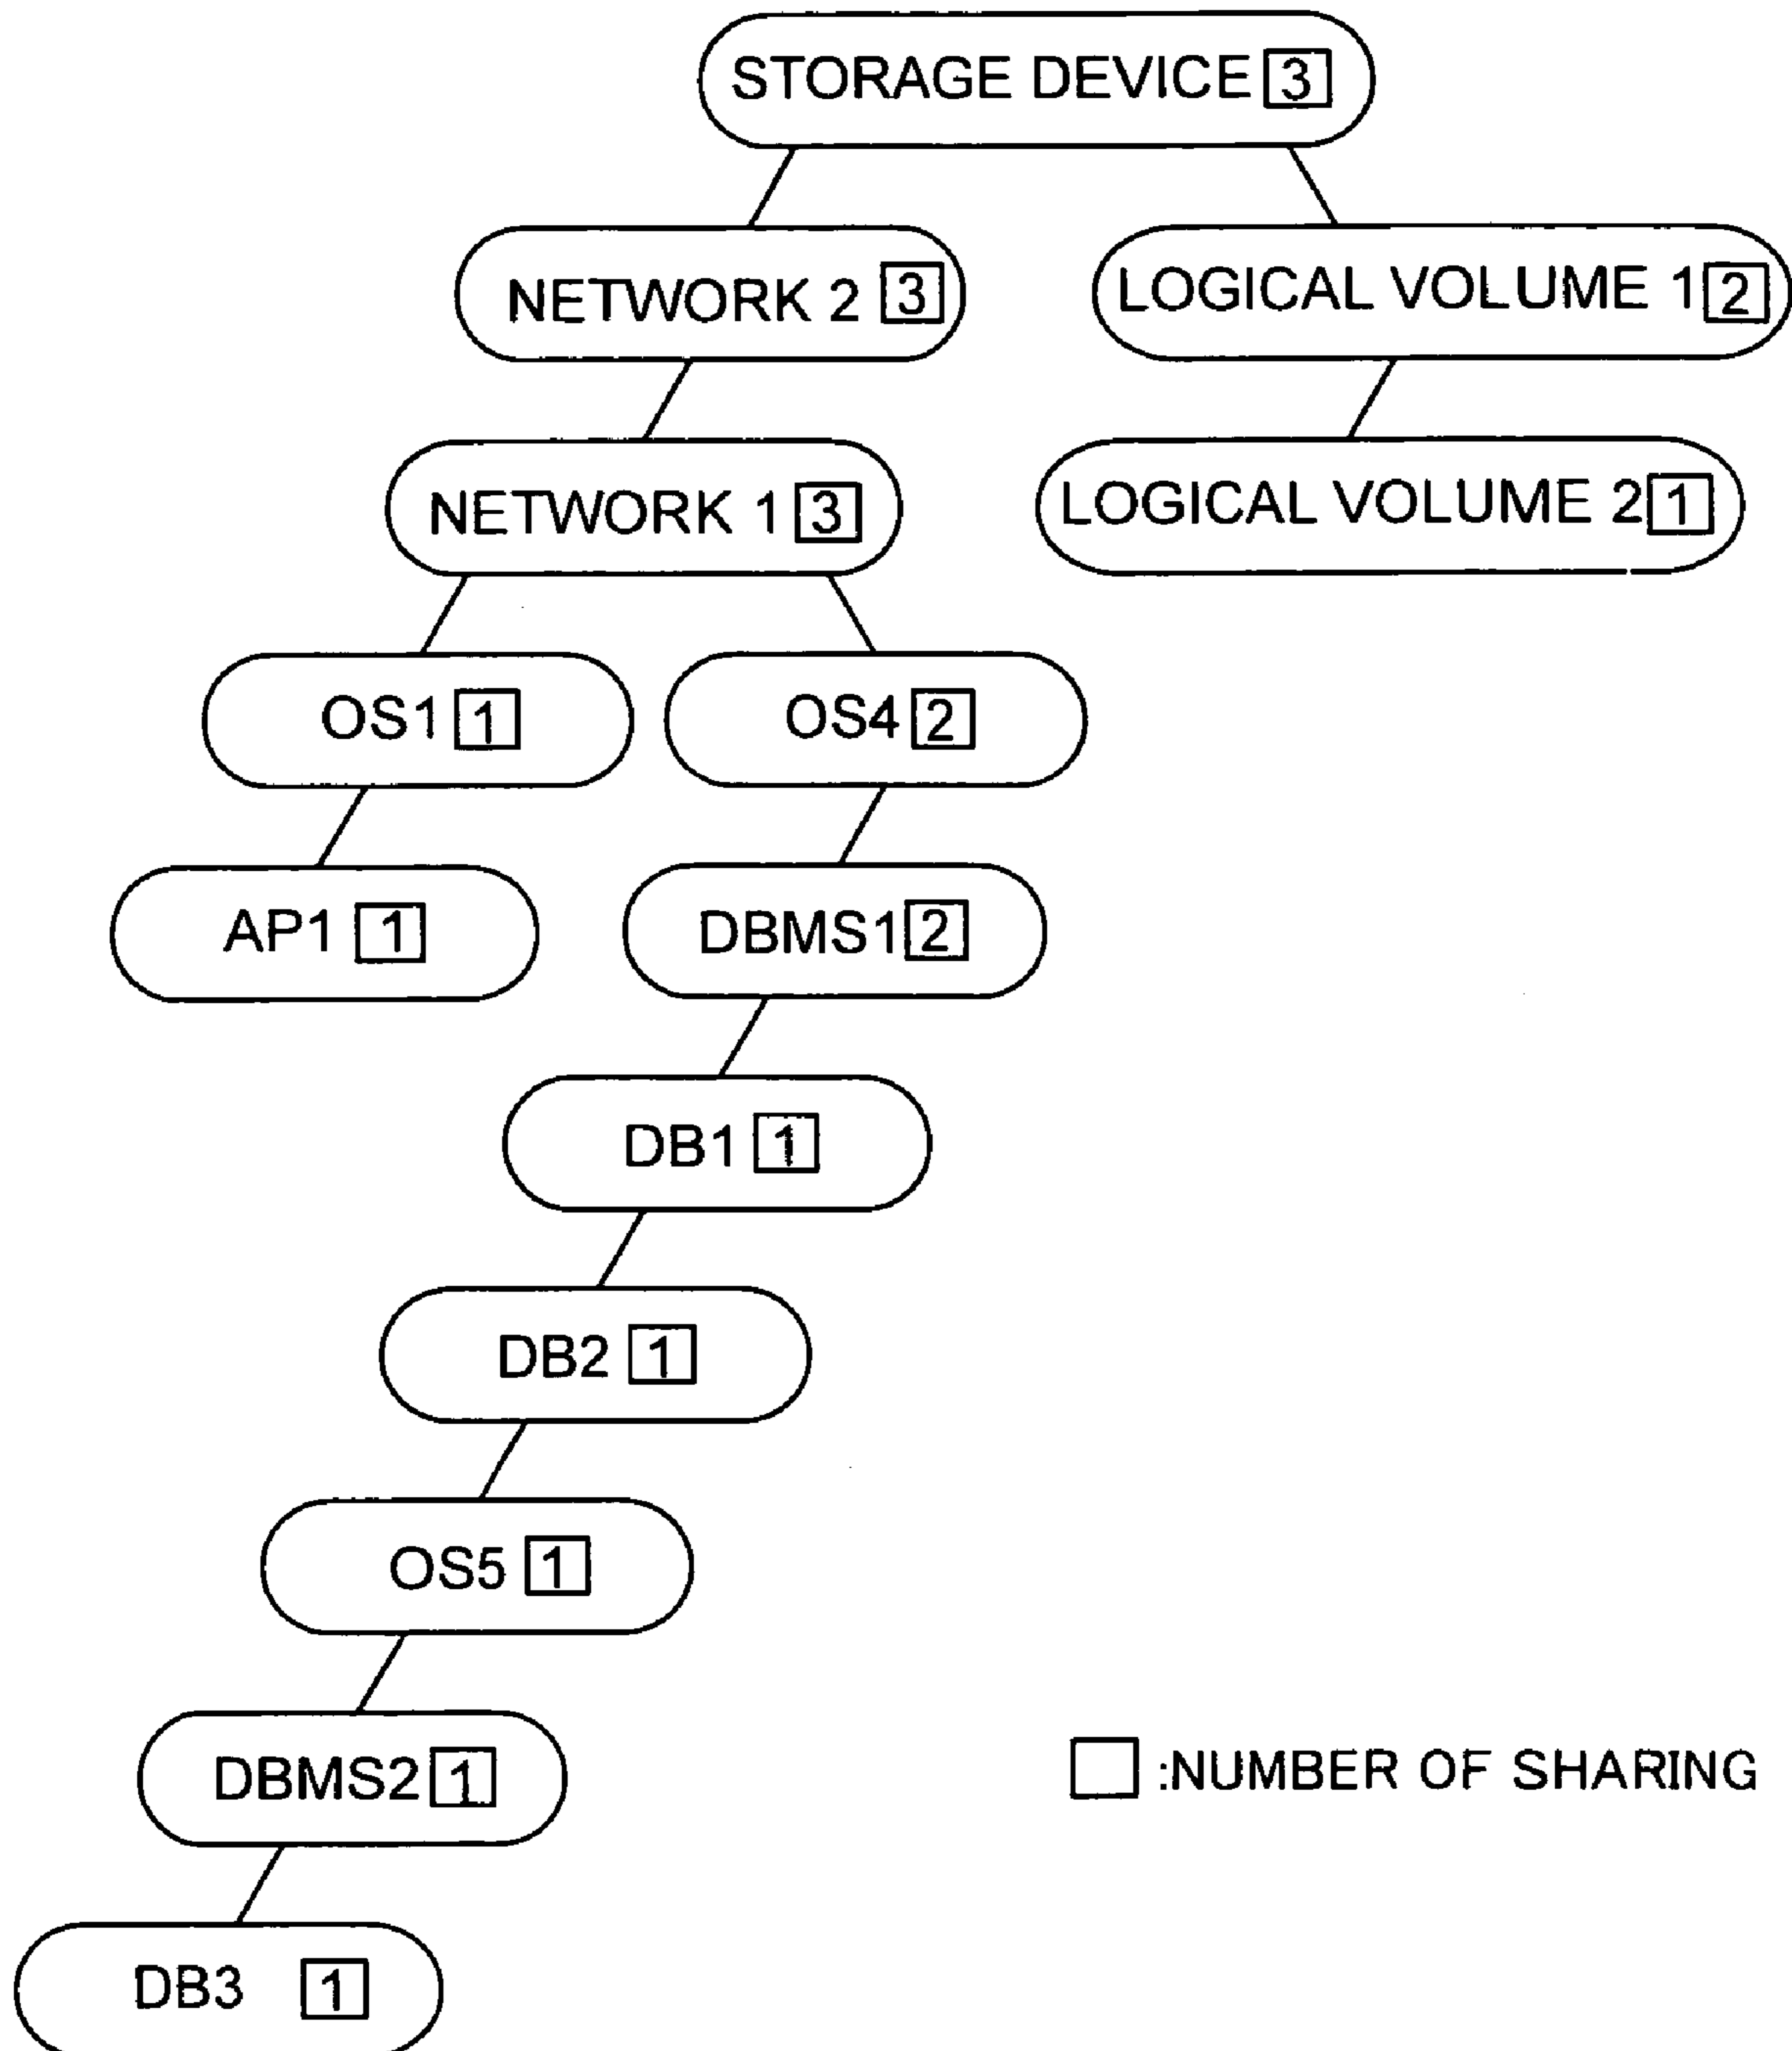 STORAGE DEVICE 3
NETWORK 2 3
LOGICAL VOLUME 1 2
NETWORK 1 3
LOGICAL VOLUME 2 1
OS1 1
OS4 2
AP1 1
DBMS1 2
DB1 1
DB2 1
OS5 1
DBMS2 1
:NUMBER OF SHARING
DB3 1